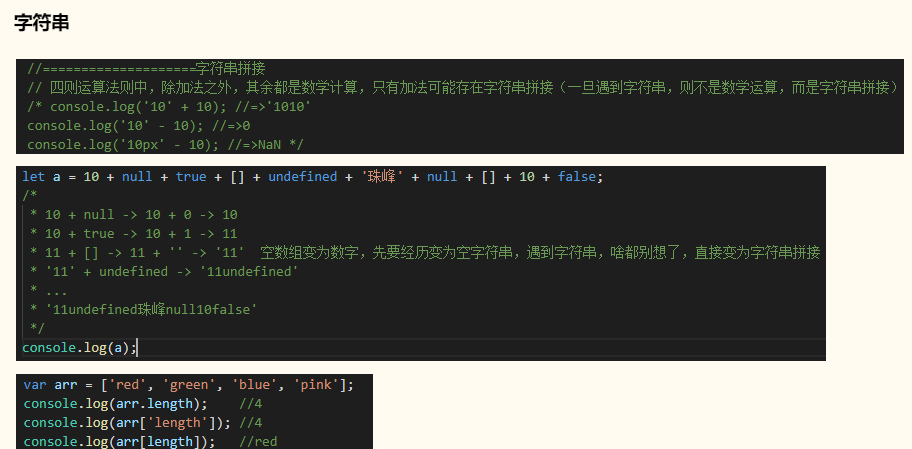 字符串
//====================字符串拼接
// 四则运算法则中，除加法之外，其余都是数学计算，只有加法可能存在字符串拼接（一旦遇到字符串，则不是数学运算，而是字符串拼接）
/* console.log('10' + 10); //=>'1010'
console.log('10' - 10); //=>0
console.log('10px' - 10); //=>NaN */
let a = 10 + null + true + [] + undefined + '珠峰' + null + [] + 10 + false;
/*
* 10 + null -> 10 + 0 -> 10
* 10 + true -> 10 + 1 -> 11
* 11 + [] -> 11 + '' -> '11'  空数组变为数字，先要经历变为空字符串，遇到字符串，啥都别想了，直接变为字符串拼接
* '11' + undefined -> '11undefined'
* ...
* '11undefined珠峰null10false'
*/
console.log(a);
var arr = ['red', 'green', 'blue', 'pink'];
console.log(arr.length);    //4
console.log(arr['length']); //4
console.log(arr[length]);   //red